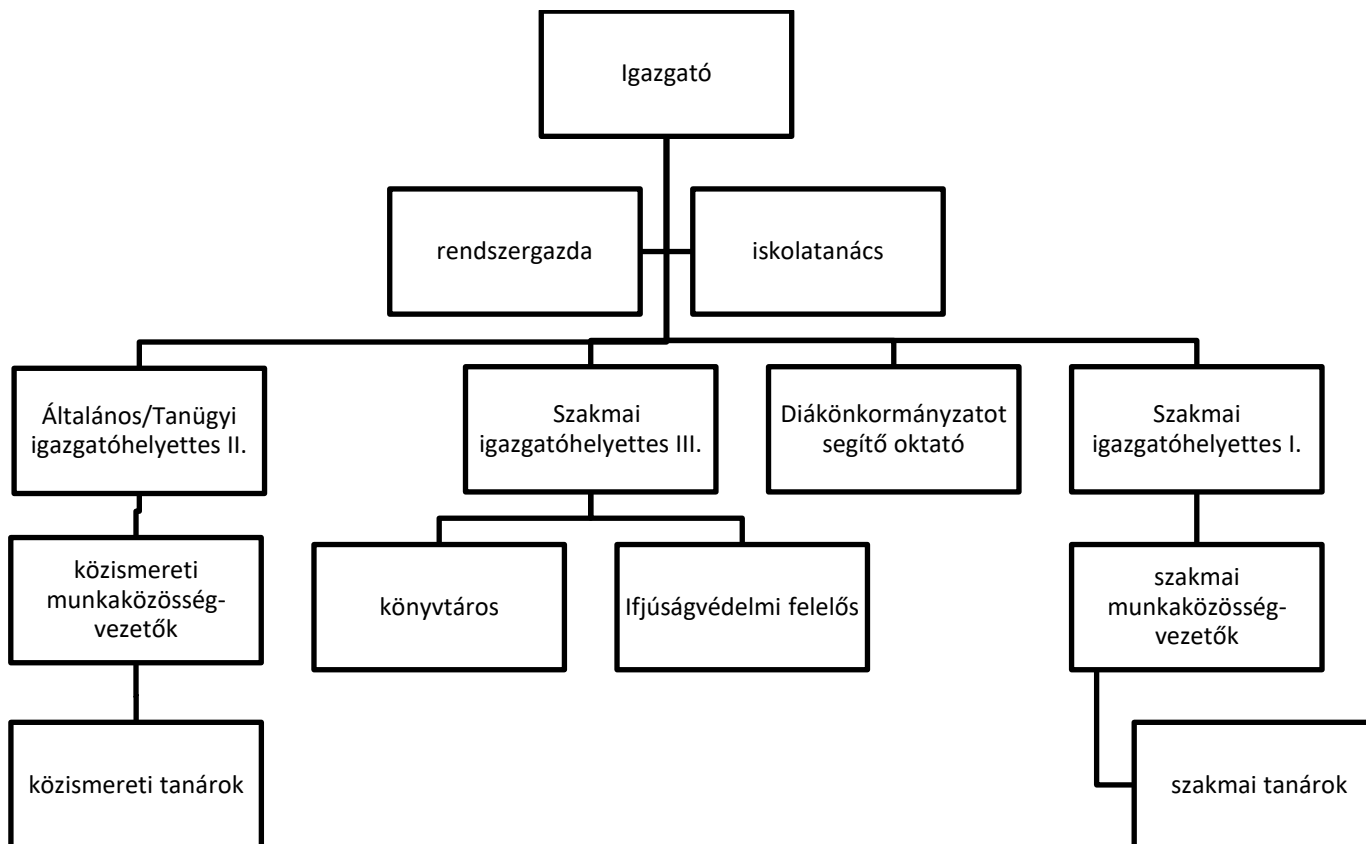 Igazgató
rendszergazda
iskolatanács
Általános/Tanügyi
igazgatóhelyettes II.
Szakmai
igazgatóhelyettes III.
Diákönkormányzatot
segítő oktató
Szakmai
igazgatóhelyettes I.
közismereti
munkaközösség-
vezetők
könyvtáros
Ifjúságvédelmi felelős
szakmai
munkaközösség-
vezetők
közismereti tanárok
szakmai tanárok